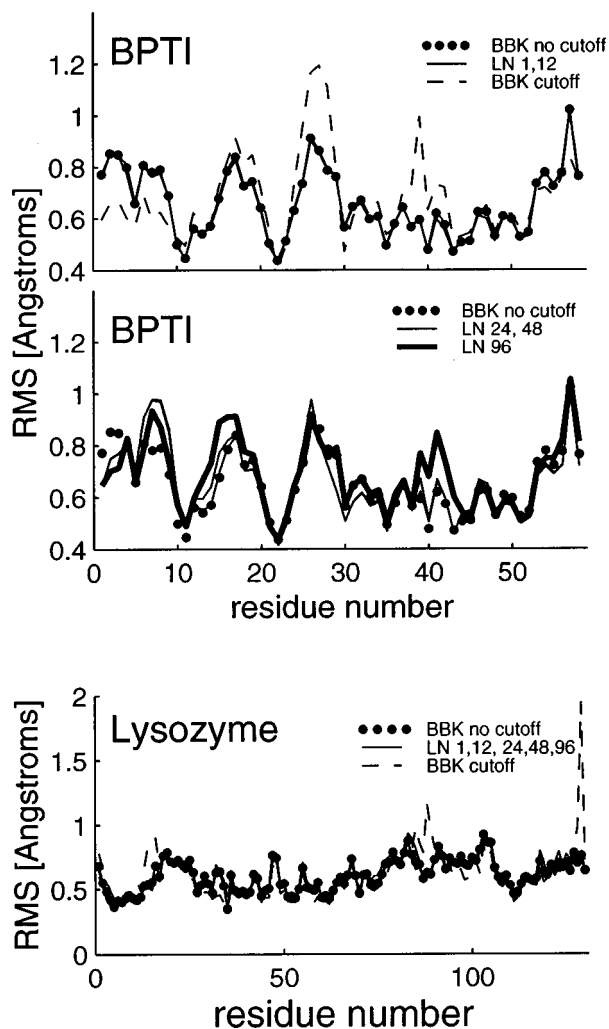 BPTI
BBK no cutoff
LN 1,12
BBK cutoff
1.2
1
0.8
0.6
0.4
RMS [Angstroms]
BPTI
BBK no cutoff
LN 24, 48
LN 96
1.2
1
0.8
0.6
0.4
0 10 20 30 40 50
residue number
Lysozyme
BBK no cutoff
LN 1,12, 24,48,96
BBK cutoff
2
1.5
1
0.5
0
RMS [Angstroms]
0 50 100
residue number